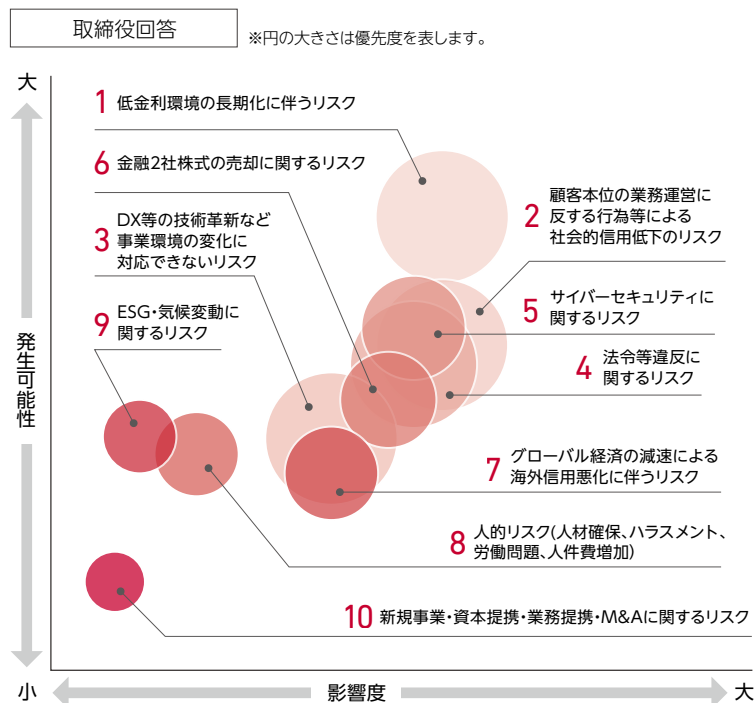 取締役回答
※円の大きさは優先度を表します。
大
発生可能性
小
1 低金利環境の長期化に伴うリスク
6 金融2社株式の売却に関するリスク
3 DX等の技術革新など
事業環境の変化に
対応できないリスク
9 ESG・気候変動に
関するリスク
2 顧客本位の業務運営に
反する行為等による
社会的信用低下のリスク
5 サイバーセキュリティに
関するリスク
4 法令等違反に
関するリスク
7 グローバル経済の減速による
海外信用悪化に伴うリスク
8 人的リスク(人材確保、ハラスメント、
労働問題、人件費増加)
10 新規事業・資本提携・業務提携・M&Aに関するリスク
影響度
大